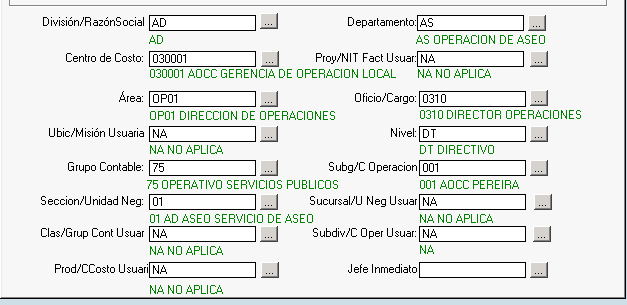 División/RazónSocial AD ... Departamento: AS ...
AD AS OPERACION DE ASEO
Centro de Costo: 030001 ... Proy/NIT Fact Usuar: NA ...
030001 AOCC GERENCIA DE OPERACION LOCAL NA NO APLICA
Área: OP01 ... Oficio/Cargo: 0310 ...
OP01 DIRECCION DE OPERACIONES 0310 DIRECTOR OPERACIONES
Ubic/Misión Usuaria NA ... Nivel: DT ...
NA NO APLICA DT DIRECTIVO
Grupo Contable: 75 ... Subg/C Operacion 001 ...
75 OPERATIVO SERVICIOS PUBLICOS 001 AOCC PEREIRA
Seccion/Unidad Neg: 01 ... Sucursal/U Neg Usuar NA ...
01 AD ASEO SERVICIO DE ASEO NA NO APLICA
Clas/Grup Cont Usuar NA ... Subdiv/C Oper Usuar: NA ...
NA NO APLICA NA
Prod/CCosto Usuari NA ... Jefe Inmediato ...
NA NO APLICA